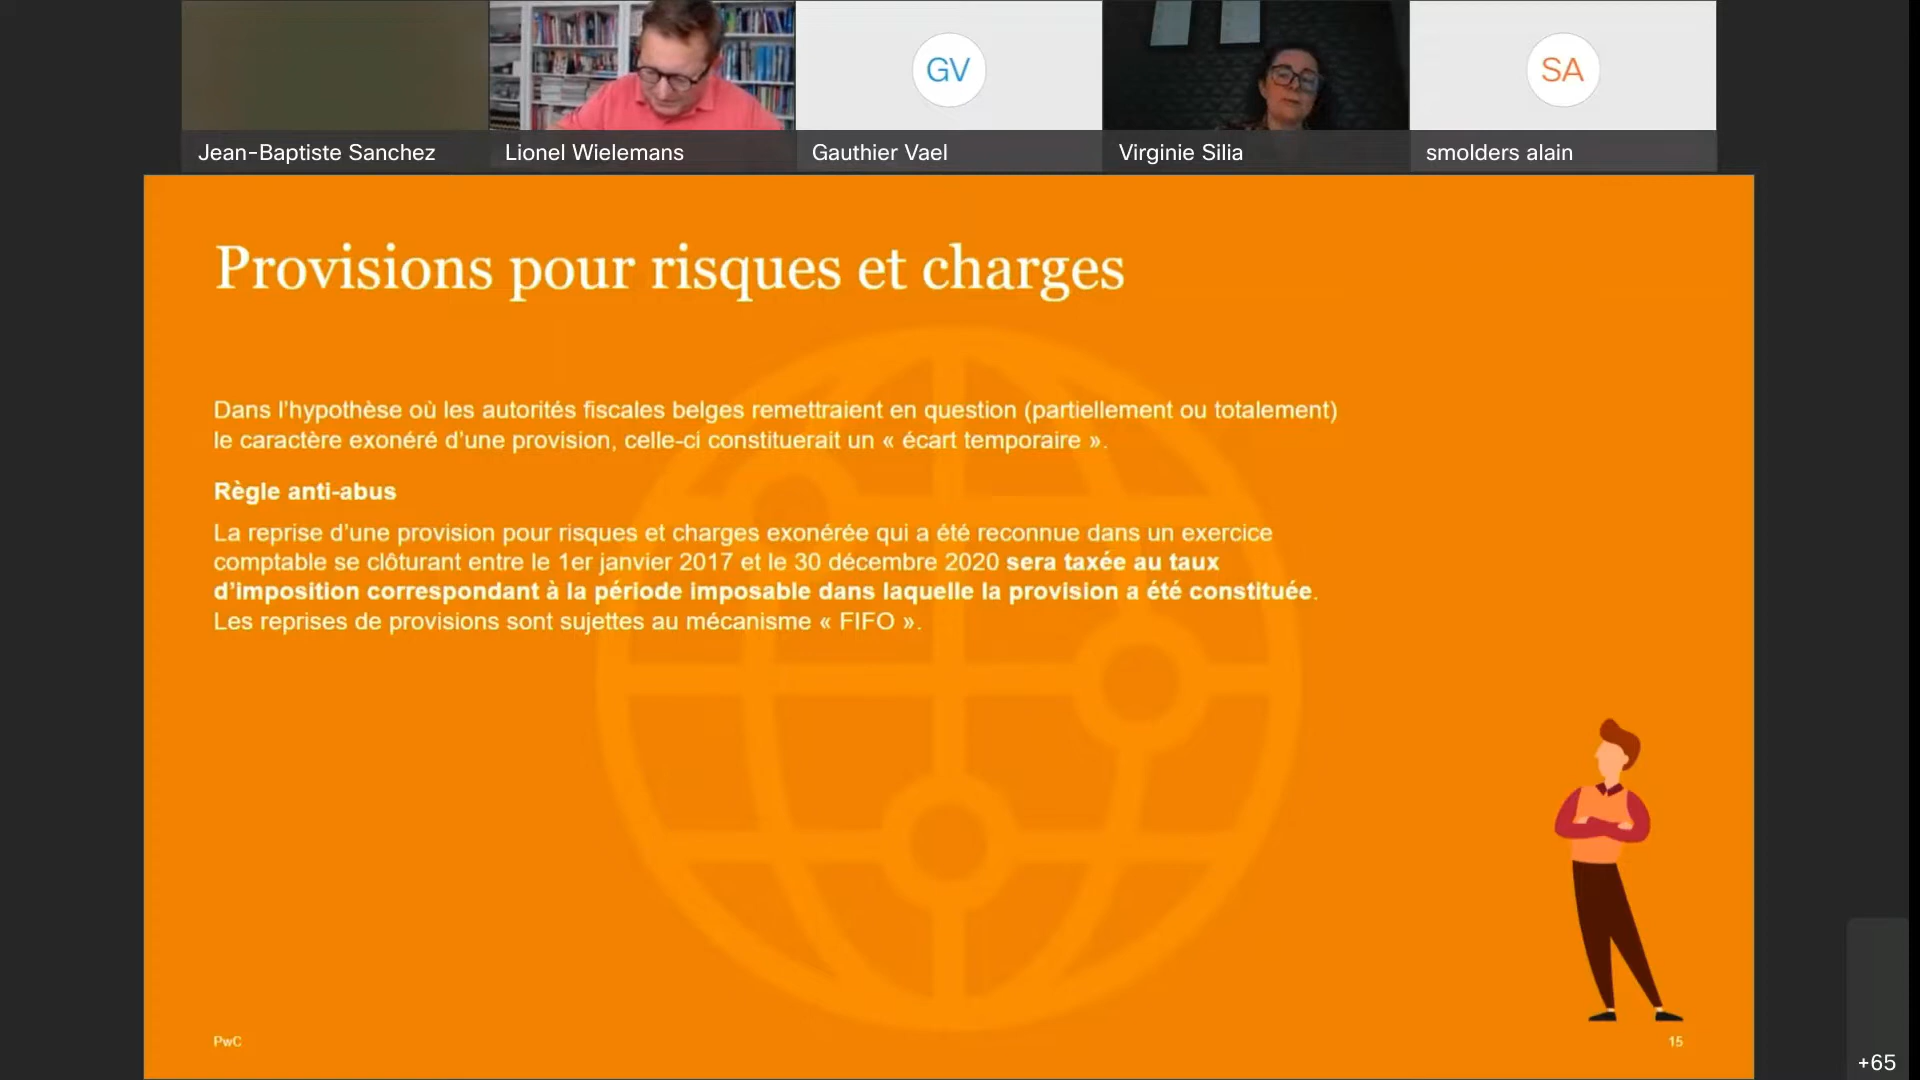 GV
SA
Jean-Baptiste Sanchez
Lionel Wielemans
Gauthier Vael
Virginie Silia
smolders alain
Provisions pour risques et charges
Dans l’hypothèse où les autorités fiscales belges remettraient en question (partiellement ou totalement)
le caractère exonéré d’une provision, celle-ci constituerait un « écart temporaire ».
Règle anti-abus
La reprise d’une provision pour risques et charges exonérée qui a été reconnue dans un exercice
comptable se clôturant entre le 1er janvier 2017 et le 30 décembre 2020 sera taxée au taux
d’imposition correspondant à la période imposable dans laquelle la provision a été constituée.
Les reprises de provisions sont sujettes au mécanisme « FIFO ».
PwC
15
+65